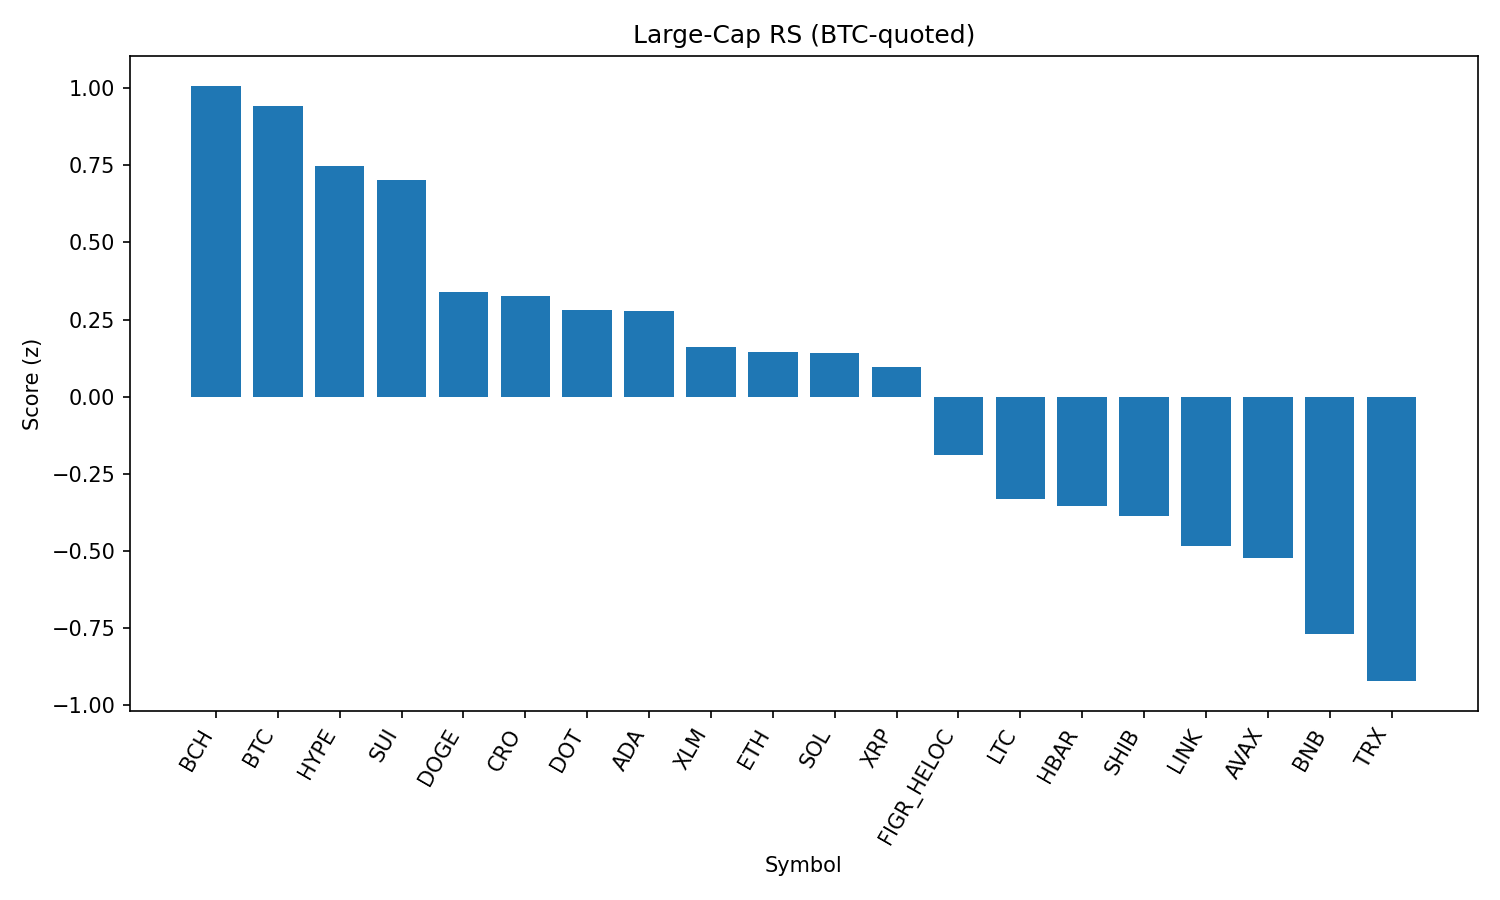 Large-Cap RS (BTC-quoted)
Score (z)
1.00
0.75
0.50
0.25
0.00
−0.25
−0.50
−0.75
−1.00
BCH
BTC
HYPE
SUI
DOGE
CRO
DOT
ADA
XLM
ETH
SOL
XRP
FIGR_HELOC
LTC
HBAR
SHIB
LINK
AVAX
BNB
TRX
Symbol